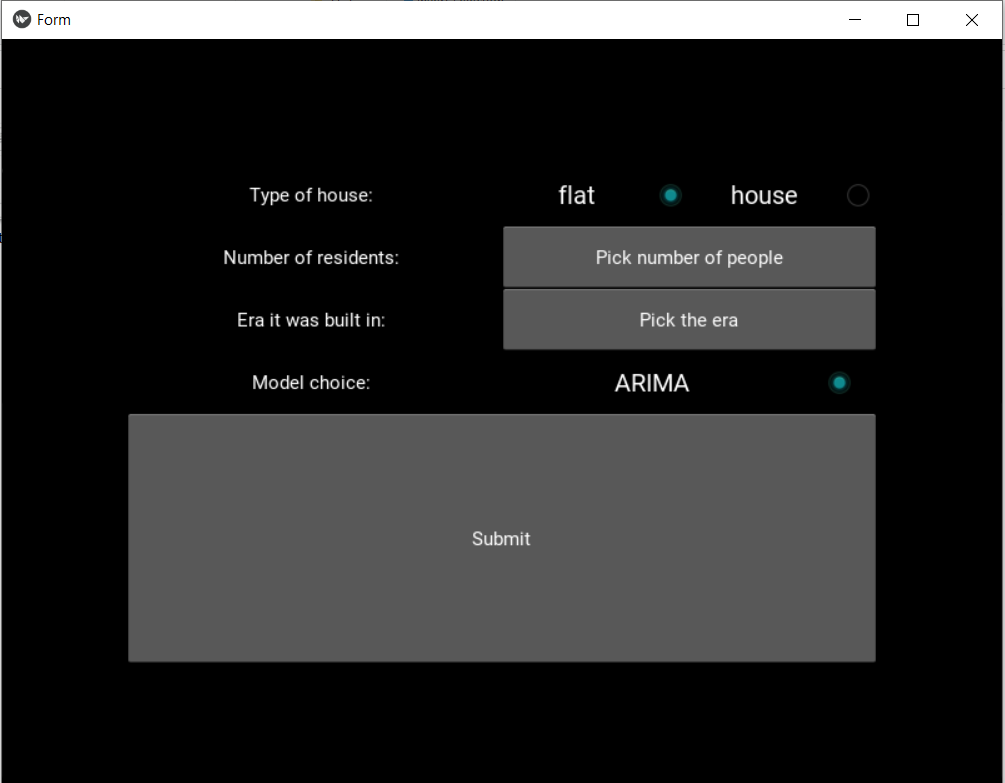 Form
Type of house: flat house
Number of residents: Pick number of people
Era it was built in: Pick the era
Model choice: ARIMA
Submit